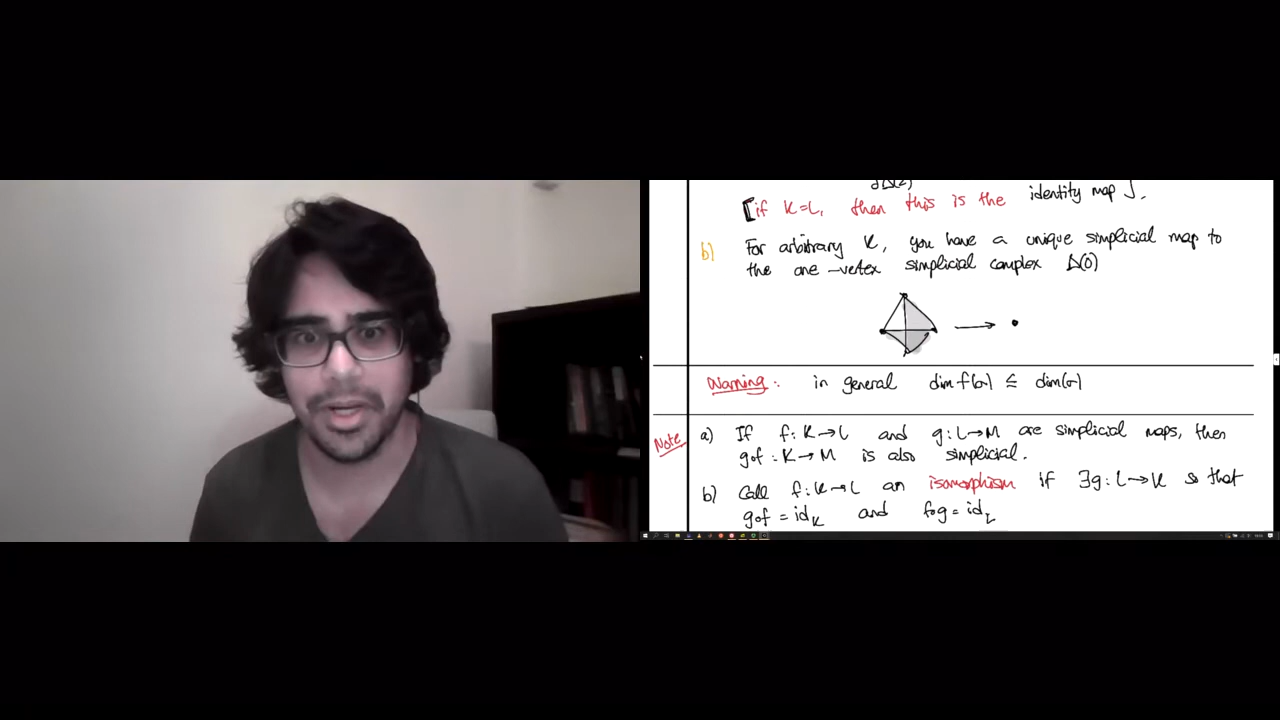 ∂Δ(2)
[if K=L, then this is the identity map].
b) For arbitrary K, you have a unique simplicial map to
the one-vertex simplicial complex Δ(0)
Warning: in general dim f(σ) ≤ dim(σ)
Note a) If f: K→L and g: L→M are simplicial maps, then
g∘f : K→M is also simplicial.
b) Call f: K→L an isomorphism if ∃g: L→K so that
g∘f = id_K and f∘g = id_L